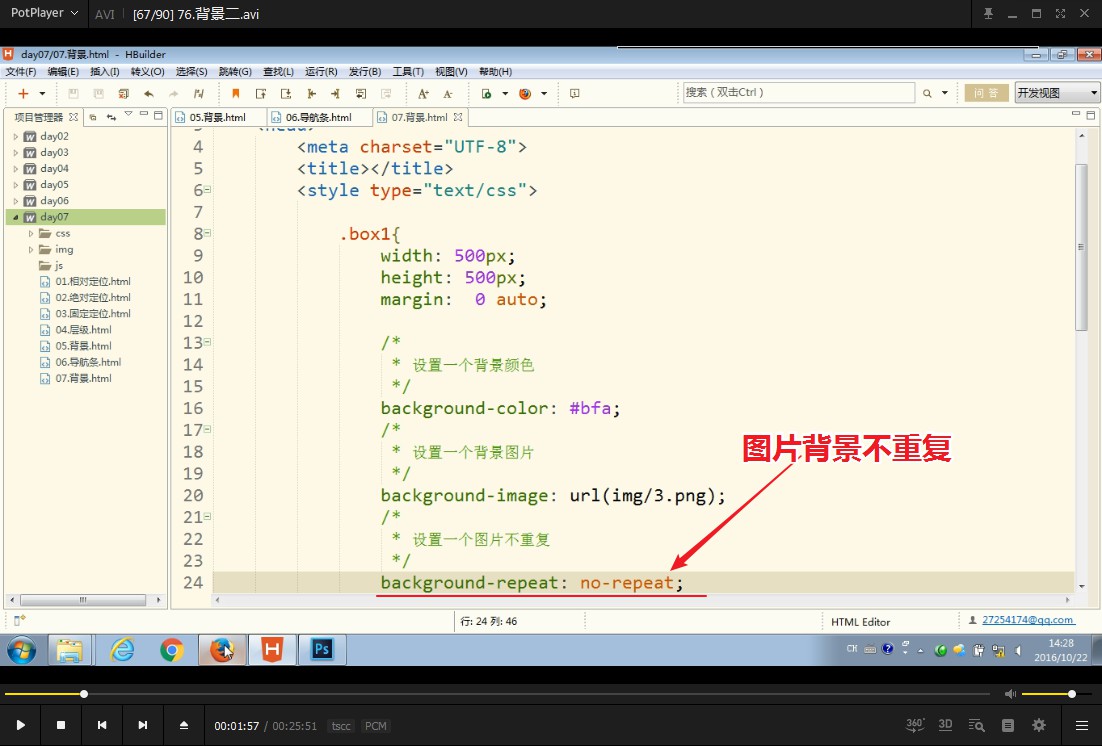 PotPlayer AVI [67/90] 76.背景二.avi
day07/07.背景.html - HBuilder
文件(F) 编辑(E) 插入(I) 转义(O) 选择(S) 跳转(G) 查找(L) 运行(R) 发行(B) 工具(T) 视图(V) 帮助(H)
搜索（双击Ctrl） 问答 开发视图
项目管理器 05.背景.html 06.导航条.html 07.背景.html
day02
day03
day04
day05
day06
day07
css
img
js
01.相对定位.html
02.绝对定位.html
03.固定定位.html
04.层级.html
05.背景.html
06.导航条.html
07.背景.html
4 <meta charset="UTF-8">
5 <title></title>
6 <style type="text/css">
7
8 .box1{
9 width: 500px;
10 height: 500px;
11 margin: 0 auto;
12
13 /*
14 * 设置一个背景颜色
15 */
16 background-color: #bfa;
17 /*
18 * 设置一个背景图片
19 */
20 background-image: url(img/3.png);
21 /*
22 * 设置一个图片不重复
23 */
24 background-repeat: no-repeat;
图片背景不重复
行: 24 列: 46 HTML Editor 27254174@qq.com
Ps CH 14:28
2016/10/22
00:01:57 / 00:25:51 tscc PCM 360° 3D